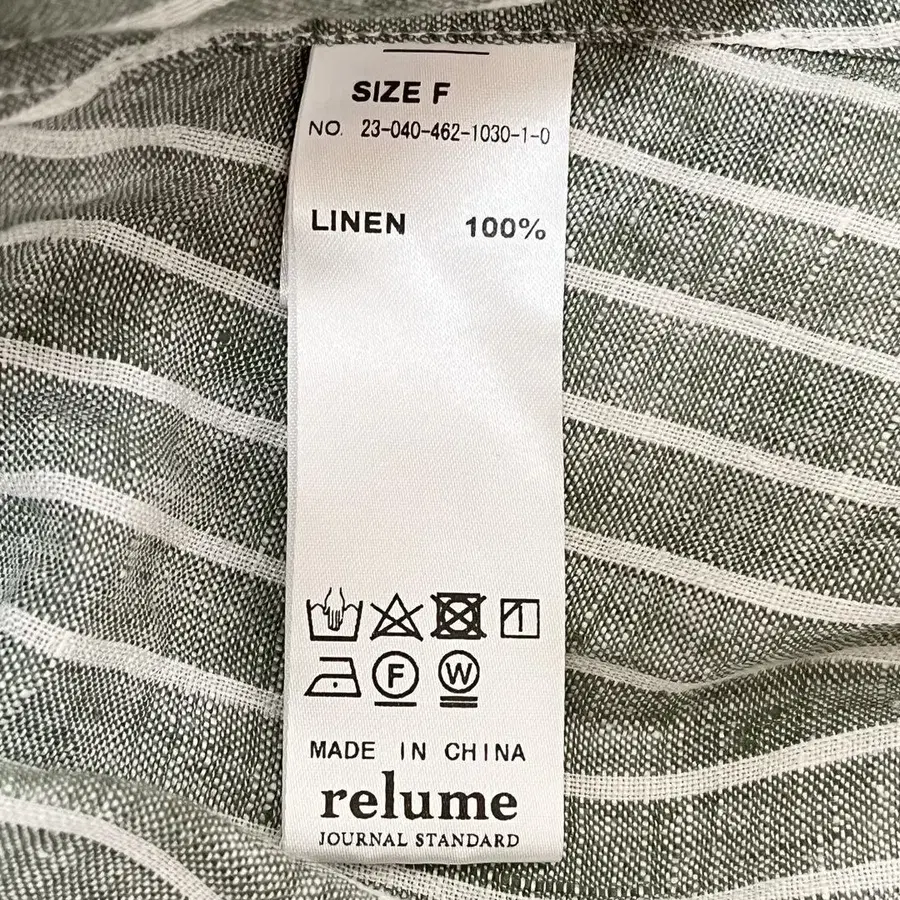 SIZE F
NO. 23-040-462-1030-1-0
LINEN 100%
F W
MADE IN CHINA
relume
JOURNAL STANDARD